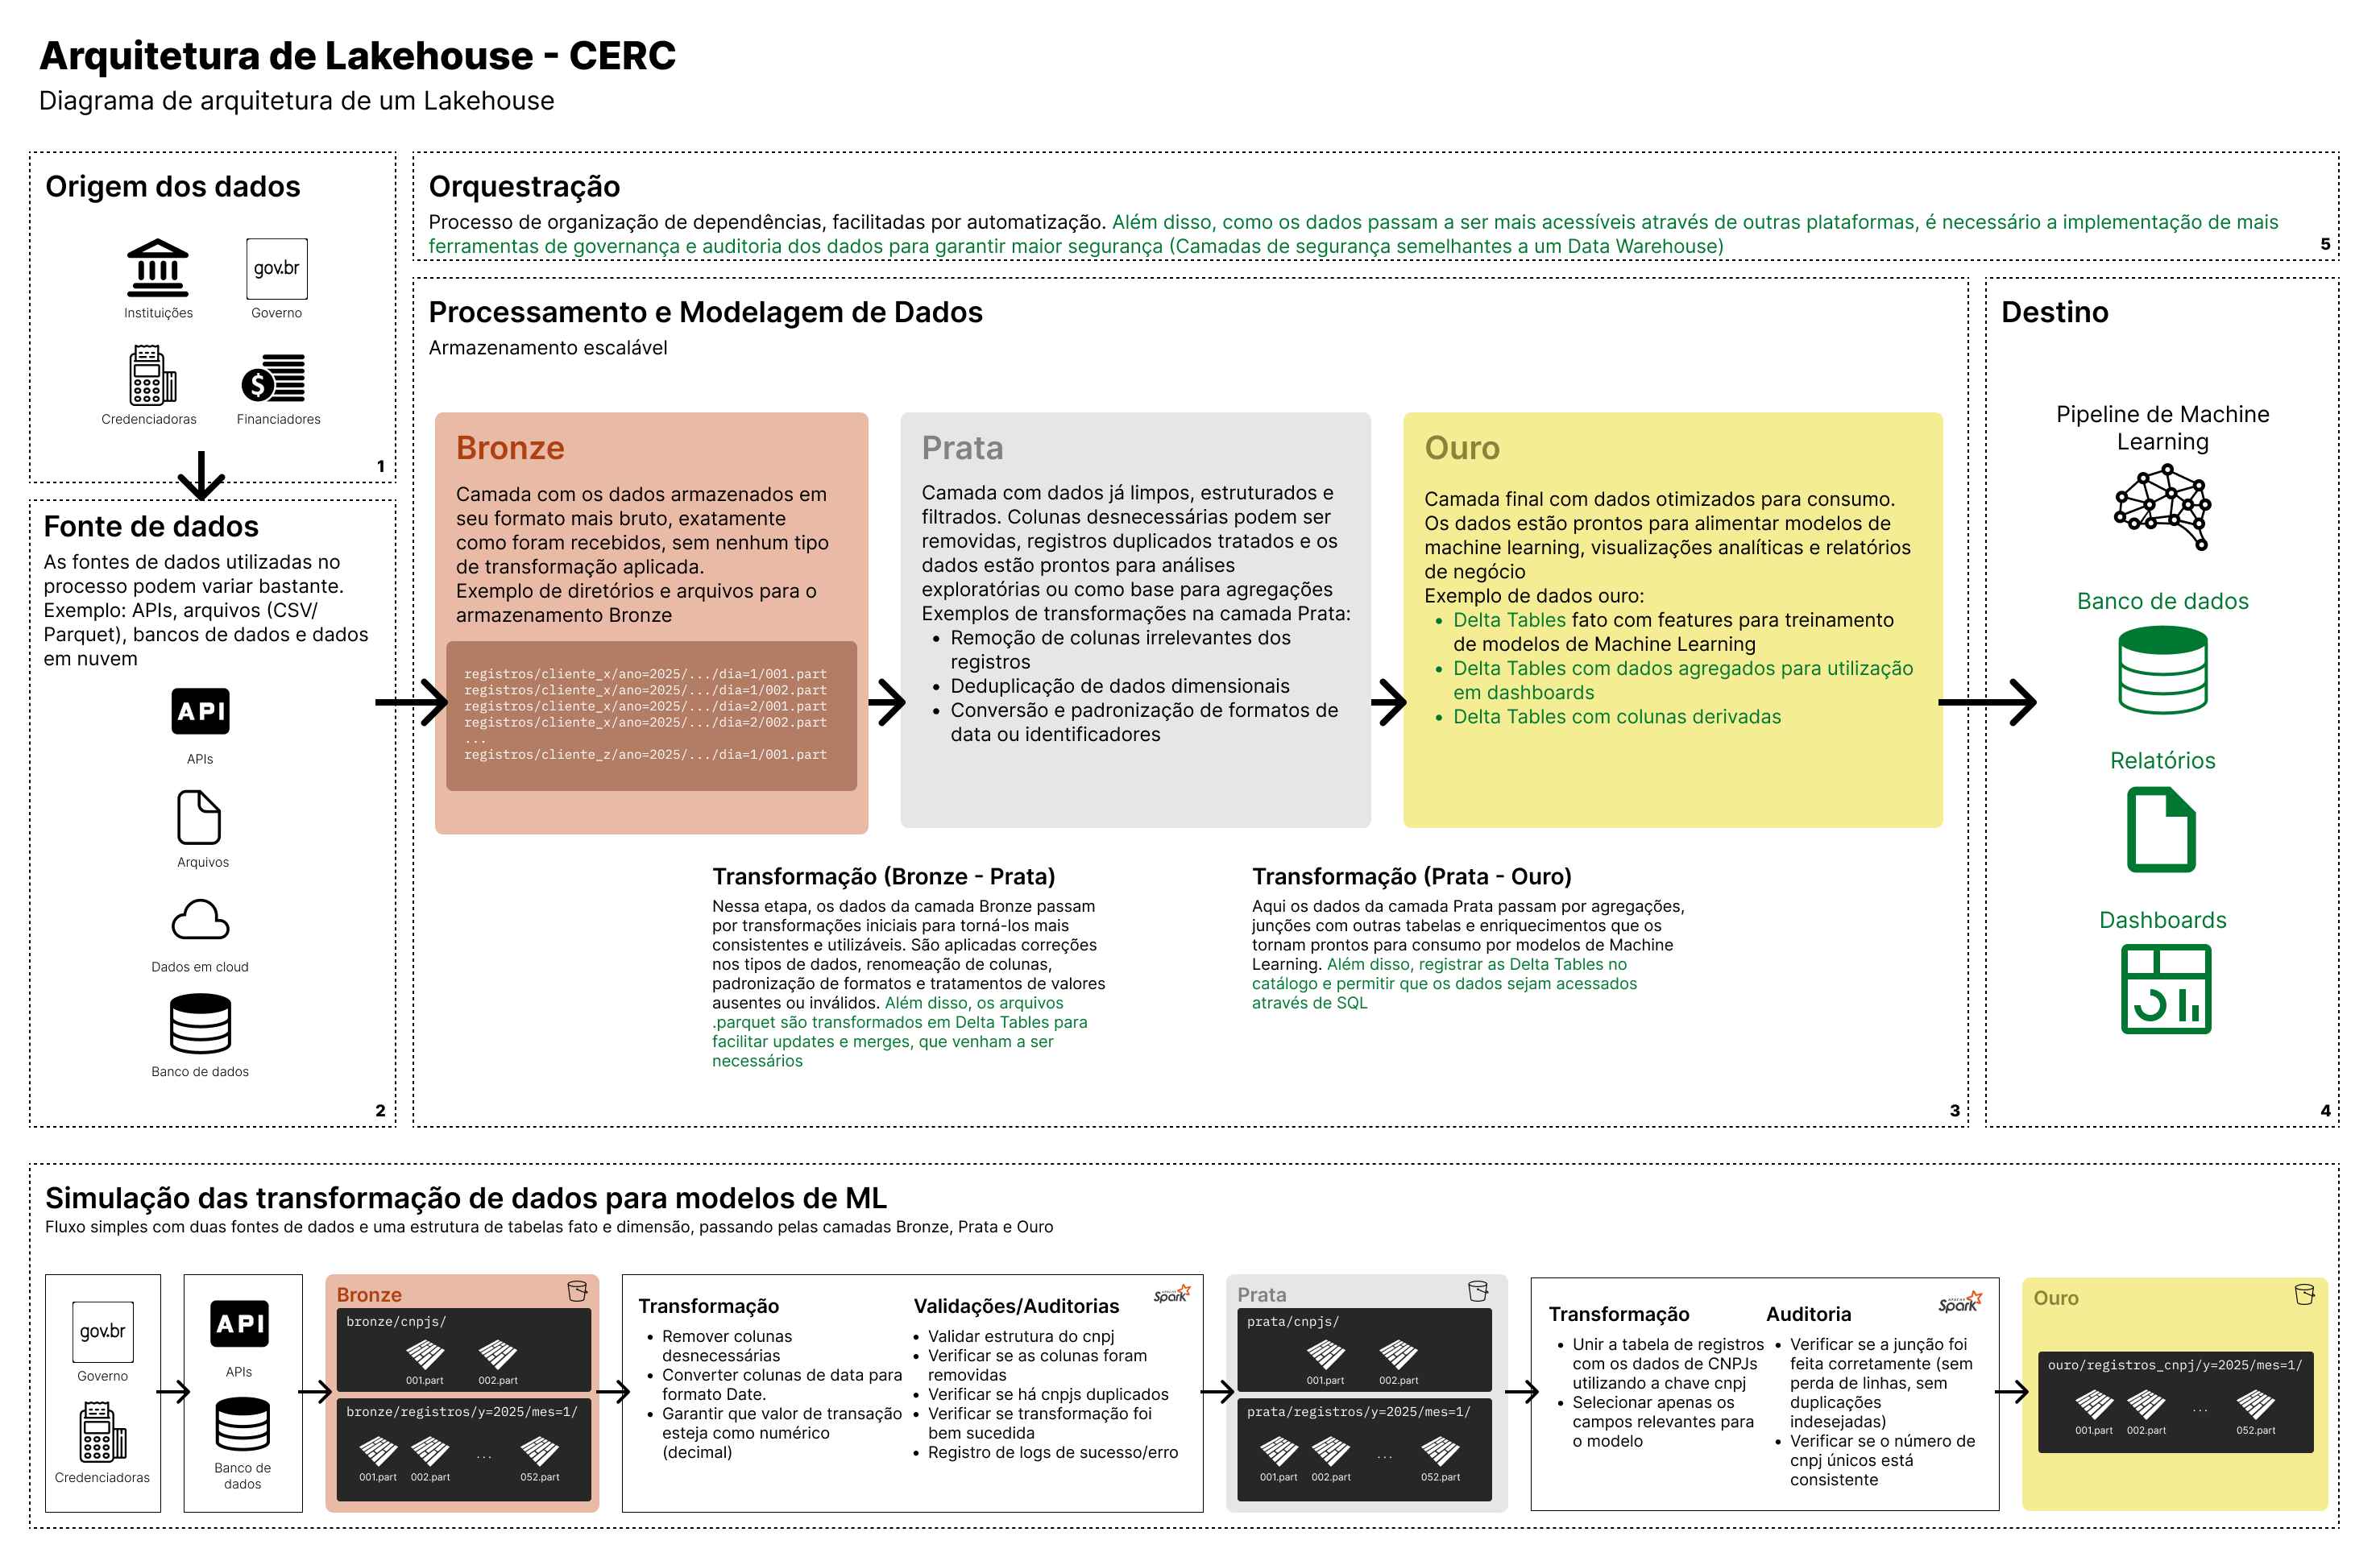 Arquitetura de Lakehouse - CERC
Diagrama de arquitetura de um Lakehouse
Origem dos dados
gov.br
Instituições
Governo
Credenciadoras
Financiadores
1
Fonte de dados
As fontes de dados utilizadas no
processo podem variar bastante.
Exemplo: APIs, arquivos (CSV/
Parquet), bancos de dados e dados
em nuvem
API
APIs
Arquivos
Dados em cloud
Banco de dados
2
Orquestração
Processo de organização de dependências, facilitadas por automatização. Além disso, como os dados passam a ser mais acessíveis através de outras plataformas, é necessário a implementação de mais
ferramentas de governança e auditoria dos dados para garantir maior segurança (Camadas de segurança semelhantes a um Data Warehouse)
5
Processamento e Modelagem de Dados
Armazenamento escalável
Bronze
Camada com os dados armazenados em
seu formato mais bruto, exatamente
como foram recebidos, sem nenhum tipo
de transformação aplicada.
Exemplo de diretórios e arquivos para o
armazenamento Bronze
registros/cliente_x/ano=2025/.../dia=1/001.part
registros/cliente_x/ano=2025/.../dia=1/002.part
registros/cliente_x/ano=2025/.../dia=2/001.part
registros/cliente_x/ano=2025/.../dia=2/002.part
...
registros/cliente_z/ano=2025/.../dia=1/001.part
Prata
Camada com dados já limpos, estruturados e
filtrados. Colunas desnecessárias podem ser
removidas, registros duplicados tratados e os
dados estão prontos para análises
exploratórias ou como base para agregações
Exemplos de transformações na camada Prata:
• Remoção de colunas irrelevantes dos
registros
• Deduplicação de dados dimensionais
• Conversão e padronização de formatos de
data ou identificadores
Ouro
Camada final com dados otimizados para consumo.
Os dados estão prontos para alimentar modelos de
machine learning, visualizações analíticas e relatórios
de negócio
Exemplo de dados ouro:
• Delta Tables fato com features para treinamento
de modelos de Machine Learning
• Delta Tables com dados agregados para utilização
em dashboards
• Delta Tables com colunas derivadas
Transformação (Bronze - Prata)
Nessa etapa, os dados da camada Bronze passam
por transformações iniciais para torná-los mais
consistentes e utilizáveis. São aplicadas correções
nos tipos de dados, renomeação de colunas,
padronização de formatos e tratamentos de valores
ausentes ou inválidos. Além disso, os arquivos
.parquet são transformados em Delta Tables para
facilitar updates e merges, que venham a ser
necessários
Transformação (Prata - Ouro)
Aqui os dados da camada Prata passam por agregações,
junções com outras tabelas e enriquecimentos que os
tornam prontos para consumo por modelos de Machine
Learning. Além disso, registrar as Delta Tables no
catálogo e permitir que os dados sejam acessados
através de SQL
3
Destino
Pipeline de Machine
Learning
Banco de dados
Relatórios
Dashboards
4
Simulação das transformação de dados para modelos de ML
Fluxo simples com duas fontes de dados e uma estrutura de tabelas fato e dimensão, passando pelas camadas Bronze, Prata e Ouro
gov.br
Governo
Credenciadoras
API
APIs
Banco de
dados
Bronze
bronze/cnpjs/
001.part 002.part
bronze/registros/y=2025/mes=1/
001.part 002.part ... 052.part
Transformação
• Remover colunas
desnecessárias
• Converter colunas de data para
formato Date.
• Garantir que valor de transação
esteja como numérico
(decimal)
Validações/Auditorias
APACHE
Spark
• Validar estrutura do cnpj
• Verificar se as colunas foram
removidas
• Verificar se há cnpjs duplicados
• Verificar se transformação foi
bem sucedida
• Registro de logs de sucesso/erro
Prata
prata/cnpjs/
001.part 002.part
prata/registros/y=2025/mes=1/
001.part 002.part ... 052.part
Transformação
• Unir a tabela de registros
com os dados de CNPJs
utilizando a chave cnpj
• Selecionar apenas os
campos relevantes para
o modelo
Auditoria
APACHE
Spark
• Verificar se a junção foi
feita corretamente (sem
perda de linhas, sem
duplicações
indesejadas)
• Verificar se o número de
cnpj únicos está
consistente
Ouro
ouro/registros_cnpj/y=2025/mes=1/
001.part 002.part ... 052.part